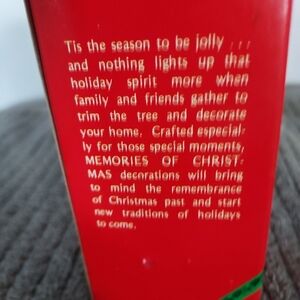 Tis the season to be jolly . . .
and nothing lights up that
holiday spirit more when
family and friends gather to
trim the tree and decorate
your home. Crafted especial-
ly for those special moments,
MEMORIES OF CHRIST-
MAS decorations will bring
to mind the remembrance
of Christmas past and start
new traditions of holidays
to come.